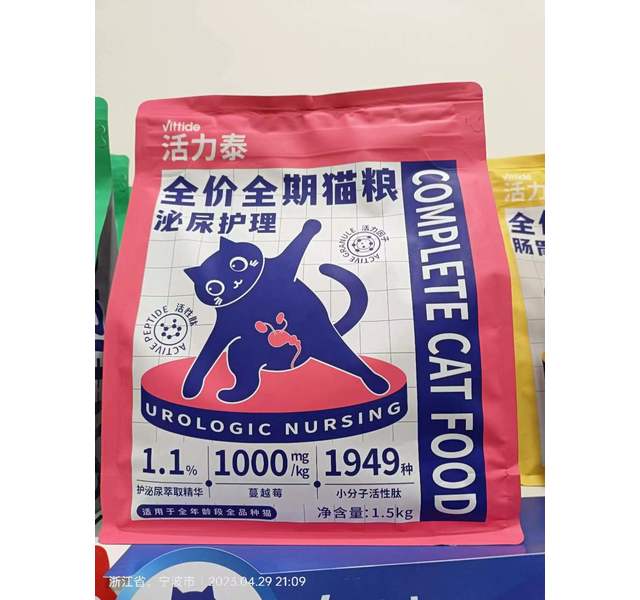 Vittide
活力泰
全价全期猫粮
泌尿护理
COMPLETE CAT FOOD
ACTIVE GRANULE 活力因子
ACTIVE PEPTIDE 活性肽
UROLOGIC NURSING
1.1% 1000mg/kg 1949种
护泌尿萃取精华 蔓越莓 小分子活性肽
适用于全年龄段全品种猫 净含量：1.5kg
Vittide
活力
全价
肠胃
浙江省、宁波市 2023.04.29 21:09